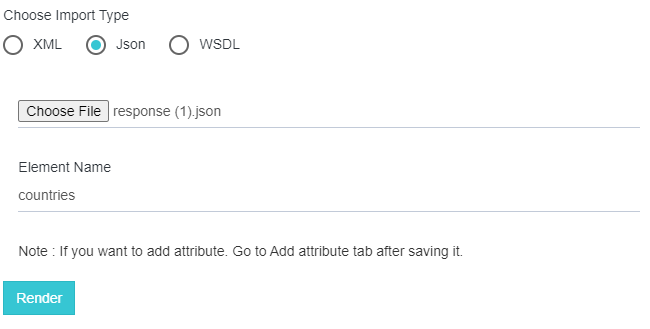 Choose Import Type
XML Json WSDL
Choose File response (1).json
Element Name
countries
Note : If you want to add attribute. Go to Add attribute tab after saving it.
Render